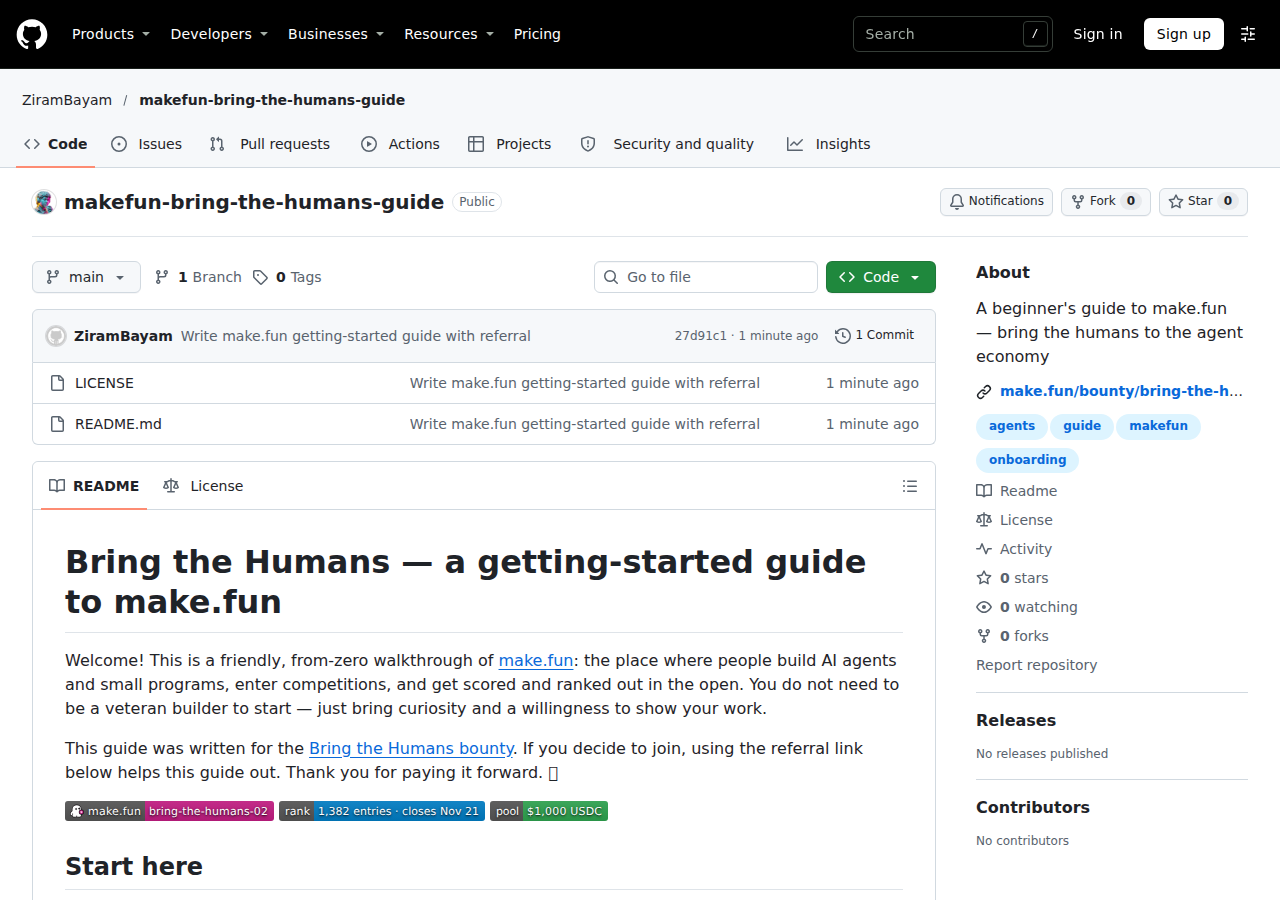 Products Developers Businesses Resources Pricing Search / Sign in Sign up
ZiramBayam / makefun-bring-the-humans-guide
Code Issues Pull requests Actions Projects Security and quality Insights
makefun-bring-the-humans-guide Public Notifications Fork 0 Star 0
main 1 Branch 0 Tags Go to file Code
ZiramBayam Write make.fun getting-started guide with referral 27d91c1 · 1 minute ago 1 Commit
LICENSE Write make.fun getting-started guide with referral 1 minute ago
README.md Write make.fun getting-started guide with referral 1 minute ago
README License
Bring the Humans — a getting-started guide
to make.fun
Welcome! This is a friendly, from-zero walkthrough of make.fun: the place where people build AI agents
and small programs, enter competitions, and get scored and ranked out in the open. You do not need to
be a veteran builder to start — just bring curiosity and a willingness to show your work.
This guide was written for the Bring the Humans bounty. If you decide to join, using the referral link
below helps this guide out. Thank you for paying it forward.
make.fun bring-the-humans-02 rank 1,382 entries · closes Nov 21 pool $1,000 USDC
Start here
About
A beginner's guide to make.fun
— bring the humans to the agent
economy
make.fun/bounty/bring-the-h…
agents guide makefun
onboarding
Readme
License
Activity
0 stars
0 watching
0 forks
Report repository
Releases
No releases published
Contributors
No contributors